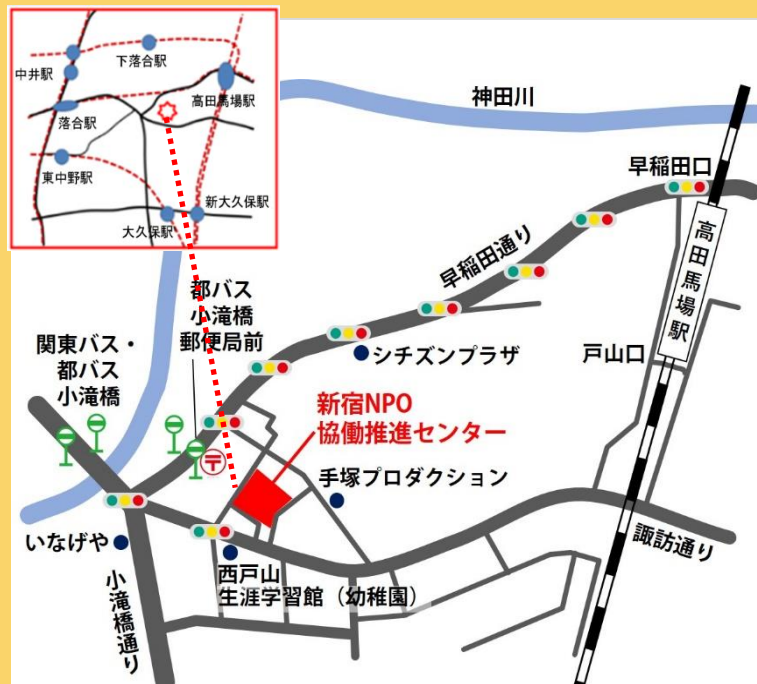 下落合駅
中井駅
高田馬場駅
落合駅
東中野駅
新大久保駅
大久保駅
神田川
早稲田口
高田馬場駅
早稲田通り
都バス
小滝橋
郵便局前
関東バス・
都バス
小滝橋
シチズンプラザ
戸山口
新宿NPO
協働推進センター
〒
手塚プロダクション
いなげや
西戸山
生涯学習館（幼稚園）
諏訪通り
小滝橋通り